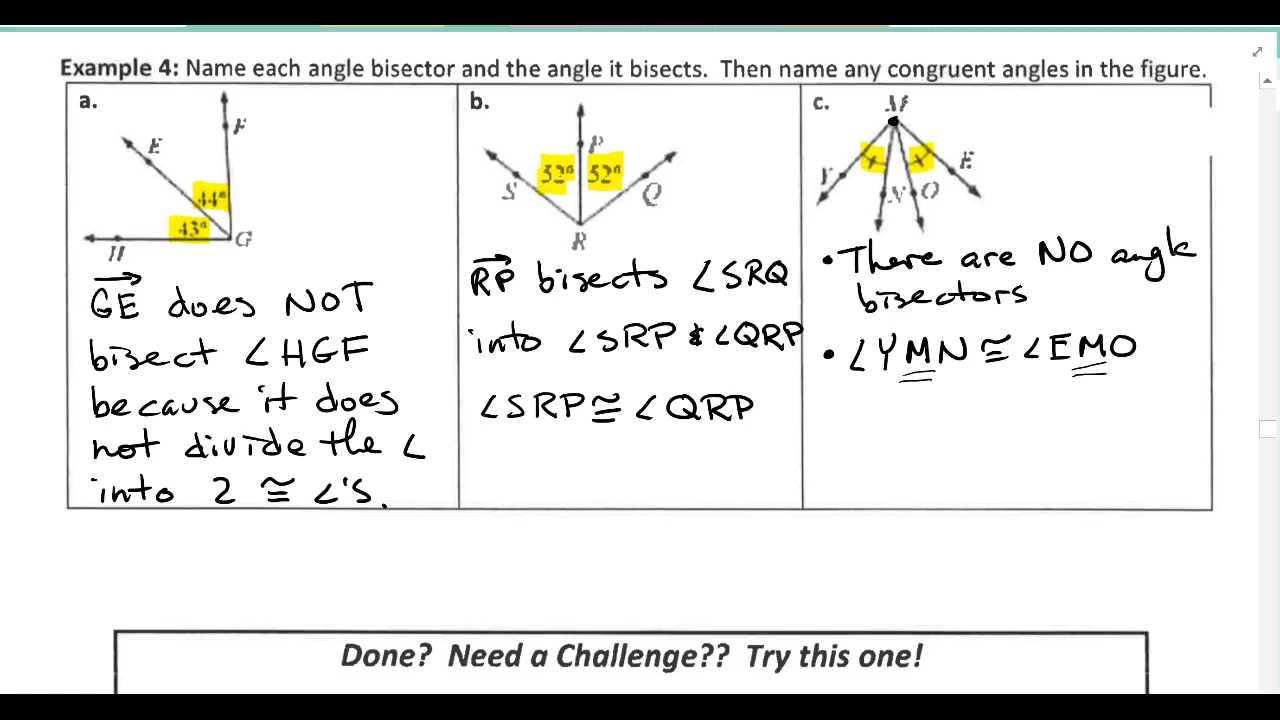 Example 4: Name each angle bisector and the angle it bisects. Then name any congruent angles in the figure.
a.
F
E
44°
43°
G
H
GE does NOT
bisect ∠HGF
because it does
not divide the ∠
into 2 ≅ ∠'s.
b.
P
52° 52°
S
Q
R
RP bisects ∠SRQ
into ∠SRP & ∠QRP
∠SRP ≅ ∠QRP
c.
M
E
Y
N O
• There are NO angle
bisectors
• ∠YMN ≅ ∠EMO
Done? Need a Challenge?? Try this one!